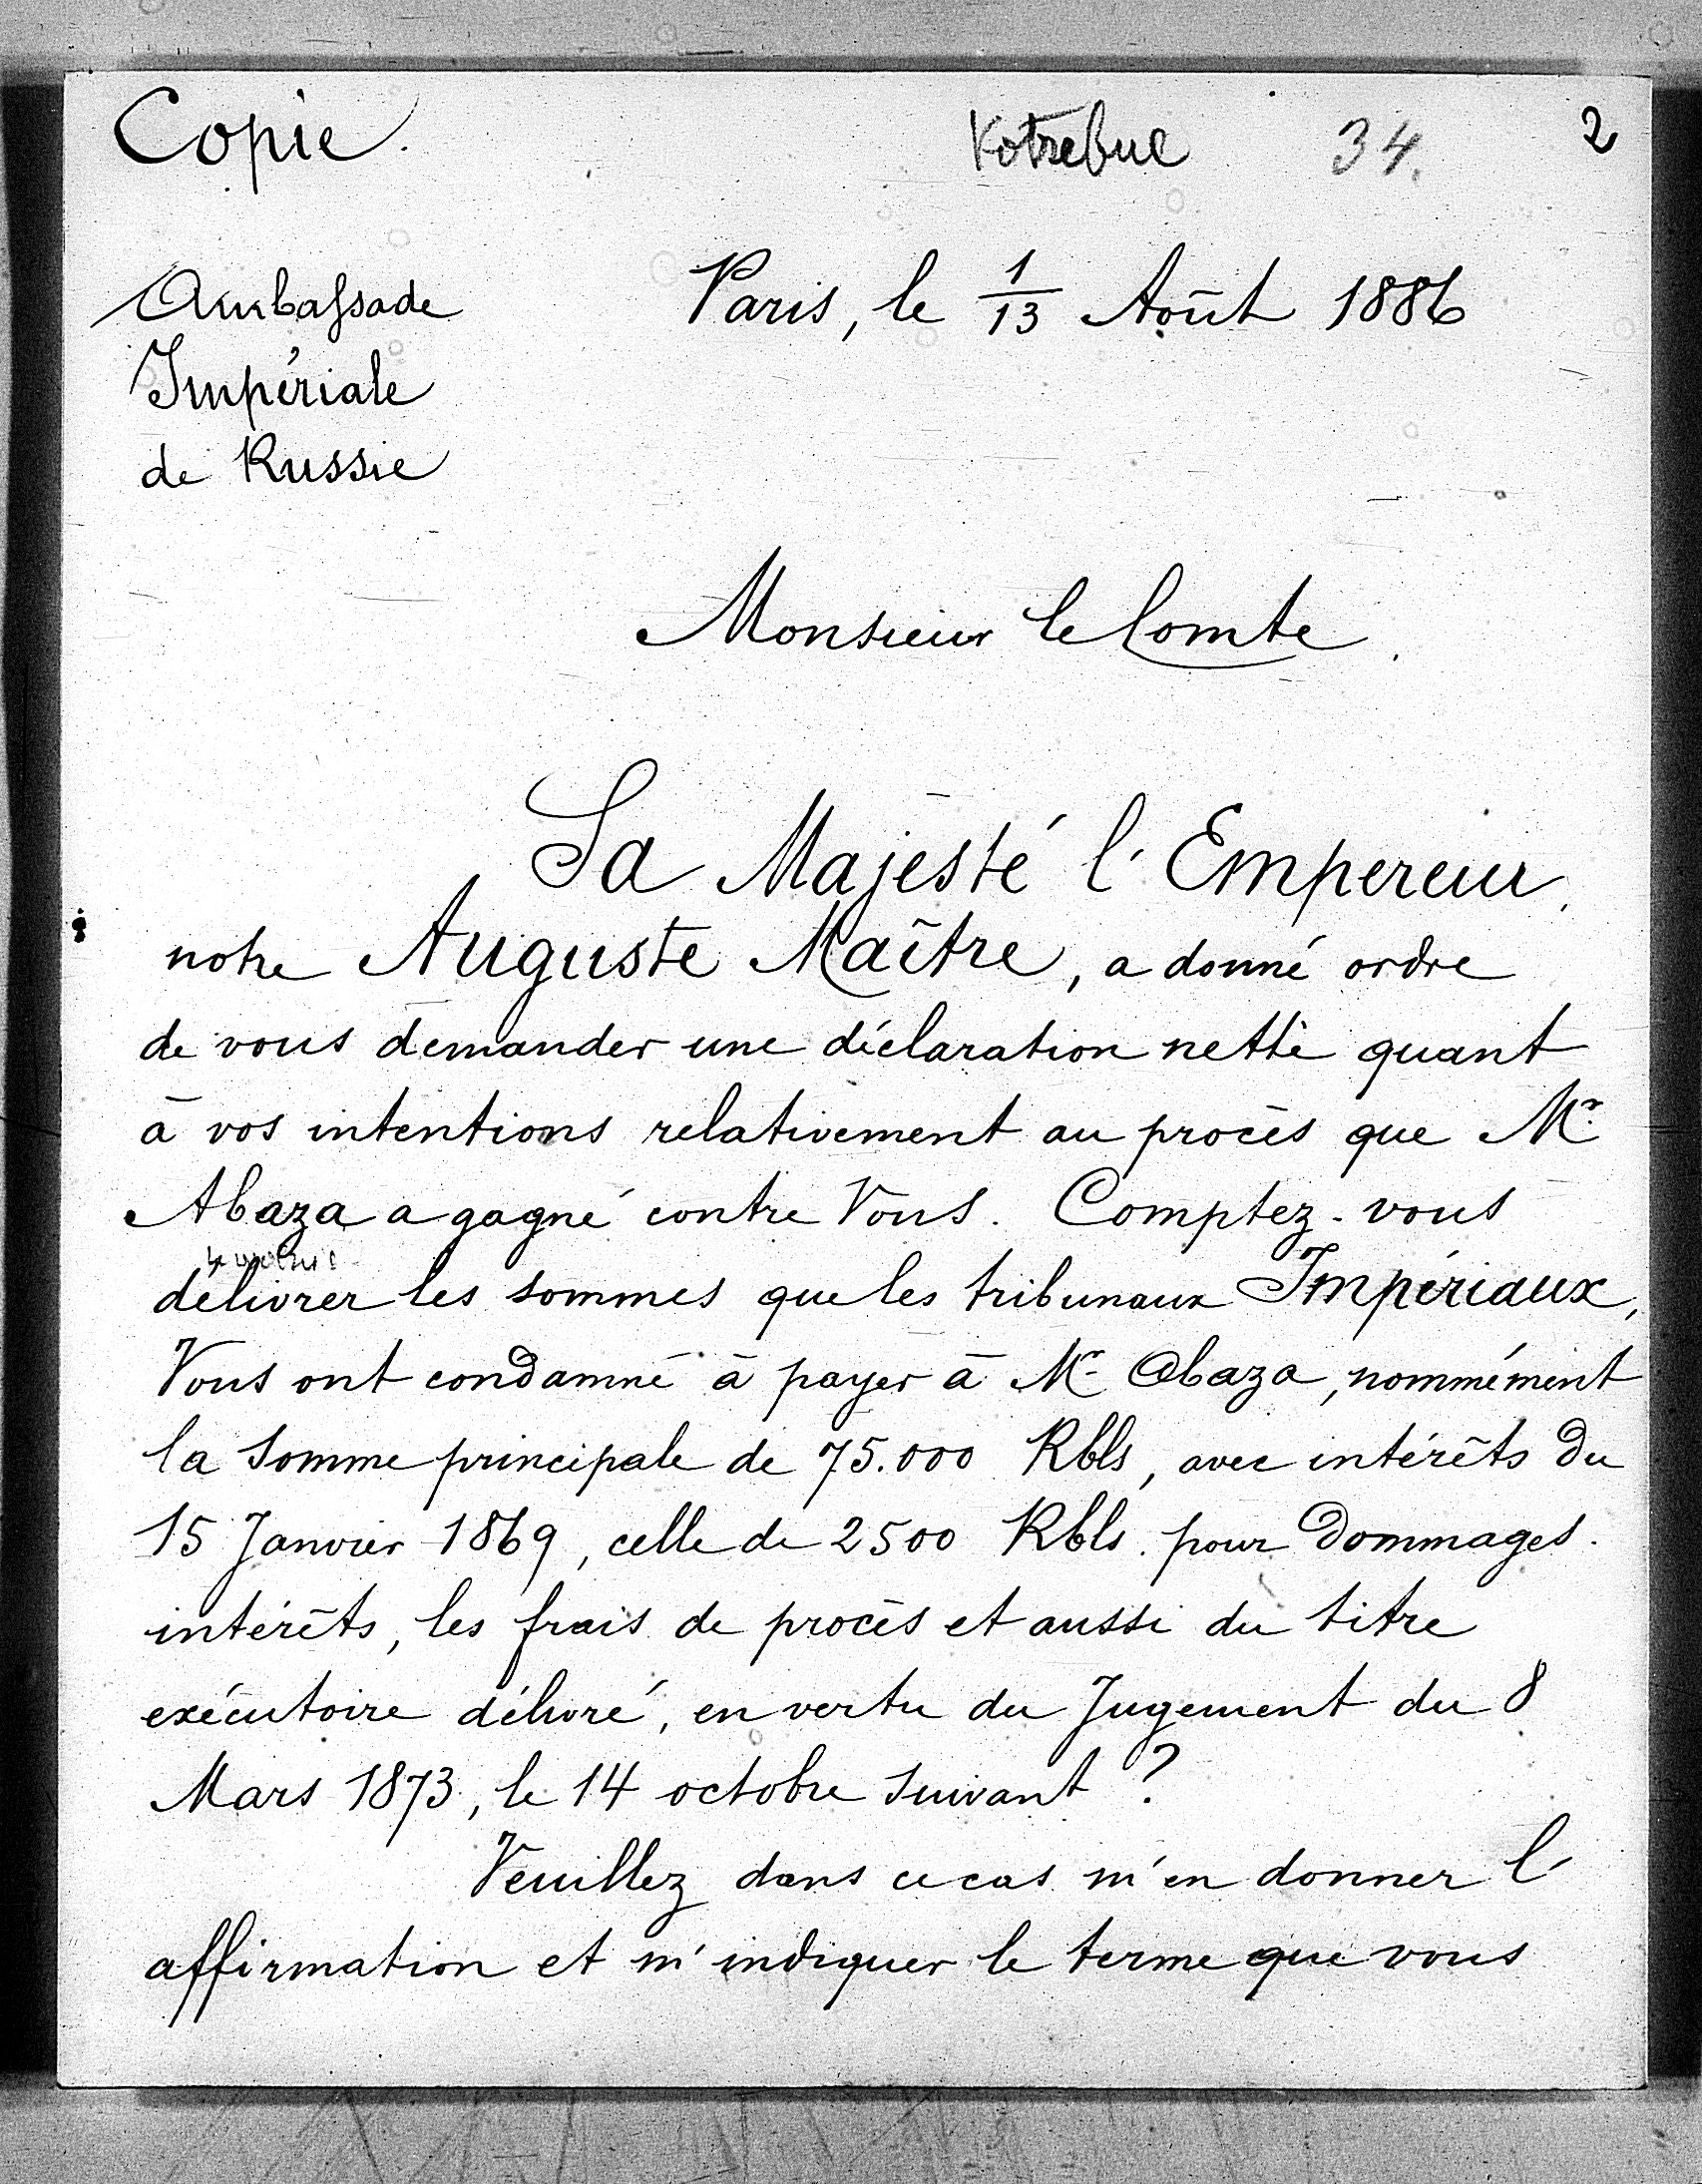 Copie. Kotzebue 34. 2
Ambassade Paris, le 1/13 Août 1886
Impériale
de Russie
Monsieur le Comte.
Sa Majesté l'Empereur,
notre Auguste Maître, a donné ordre
de vous demander une déclaration nette quant
à vos intentions relativement au procès que Mr.
Abaza a gagné contre Vous. Comptez-vous
délivrer les sommes que les tribunaux Impériaux,
Vous ont condamné à payer à Mr Abaza, nommément
la somme principale de 75.000 Rbls, avec intérêts du
15 Janvier 1869, celle de 2500 Rbls. pour Dommages.
intérêts, les frais de procès et aussi du titre
exécutoire délivré, en vertu du Jugement du 8
Mars 1873, le 14 octobre suivant ?
Veuillez dans ce cas m'en donner l'
affirmation et m'indiquer le terme que vous